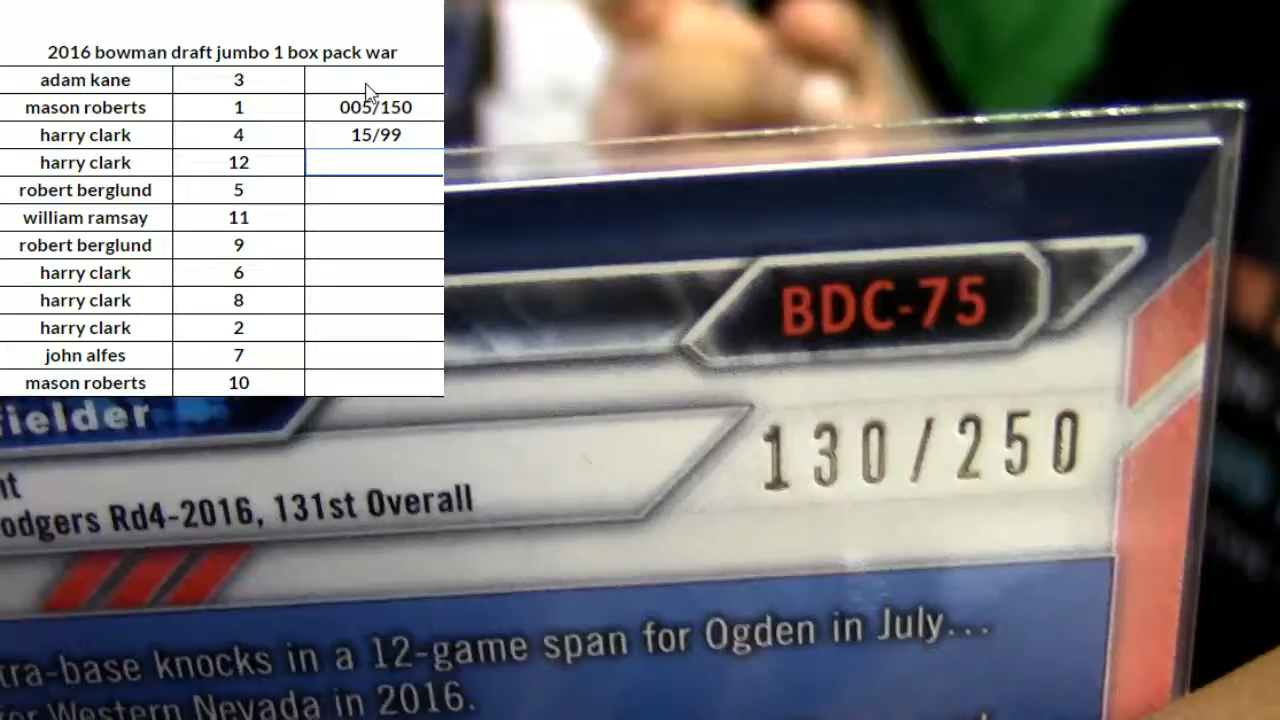 2016 bowman draft jumbo 1 box pack war
adam kane 3
mason roberts 1 005/150
harry clark 4 15/99
harry clark 12
robert berglund 5
william ramsay 11
robert berglund 9
harry clark 6
harry clark 8
harry clark 2
john alfes 7
mason roberts 10
BDC-75
ielder
130/250
nt
odgers Rd4-2016, 131st Overall
tra-base knocks in a 12-game span for Ogden in July...
or Western Nevada in 2016.